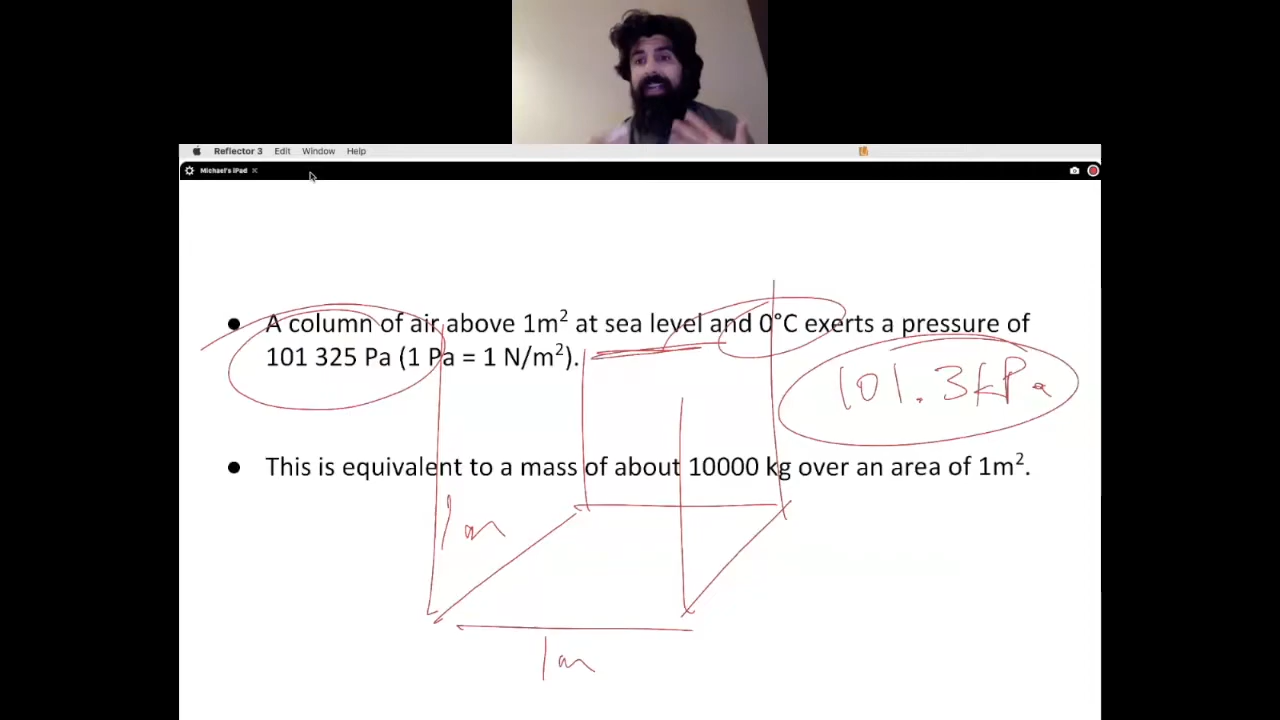 Reflector 3 Edit Window Help
Michael's iPad
● A column of air above 1m² at sea level and 0°C exerts a pressure of
101 325 Pa (1 Pa = 1 N/m²).
101.3kPa
● This is equivalent to a mass of about 10000 kg over an area of 1m².
1m
1m